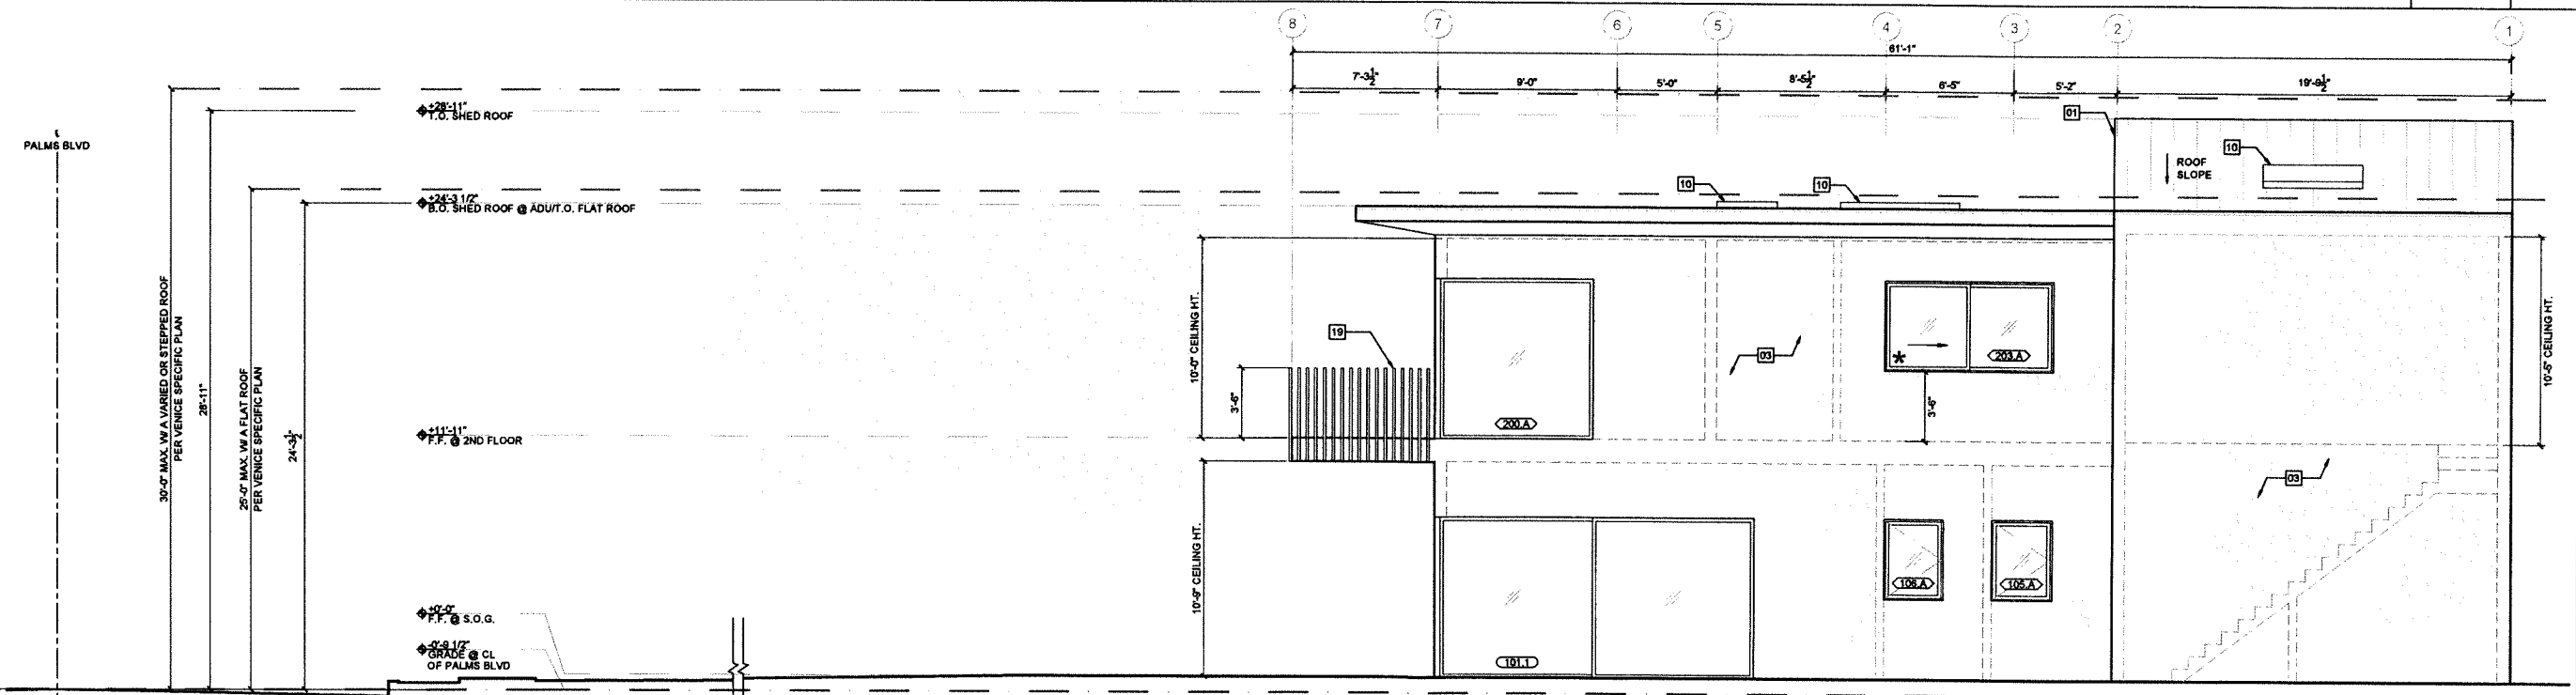 8
7
6
5
4
3
2
1
61'-1"
7'-3½"
9'-0"
5'-0"
8'-5½"
6'-5"
5'-2"
19'-9½"
PALMS BLVD
+28'-11"
T.O. SHED ROOF
01
10
ROOF
SLOPE
10
10
+24'-3 1/2"
B.O. SHED ROOF @ ADU/T.O. FLAT ROOF
30'-0" MAX. W/ A VARIED OR STEPPED ROOF
PER VENICE SPECIFIC PLAN
28'-11"
25'-0" MAX. W/ A FLAT ROOF
PER VENICE SPECIFIC PLAN
24'-3½"
10'-0" CEILING HT.
19
03
*
203.A
10'-5" CEILING HT.
3'-6"
3'-6"
200.A
+11'-11"
F.F. @ 2ND FLOOR
03
10'-9" CEILING HT.
106.A
105.A
+0'-0"
F.F. @ S.O.G.
-0'-9 1/2"
GRADE @ CL
OF PALMS BLVD
101.1